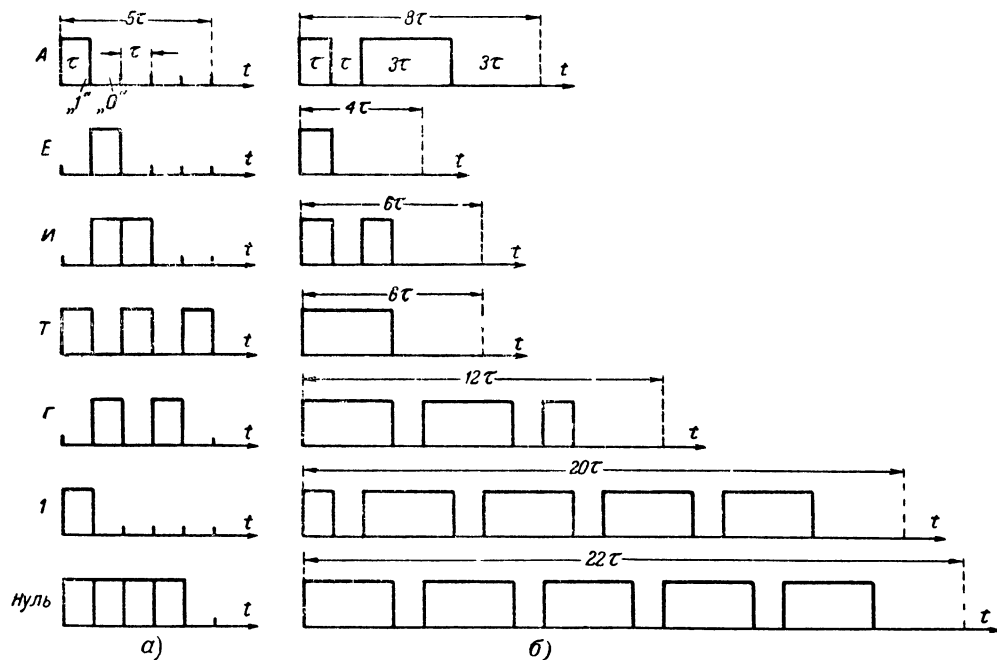 5τ 8τ
A τ τ t τ τ 3τ 3τ t
„1“ „0“
4τ
E t t
6τ
И t t
6τ
T t t
12τ
Г t t
20τ
1 t t
22τ
Нуль t t
а) б)